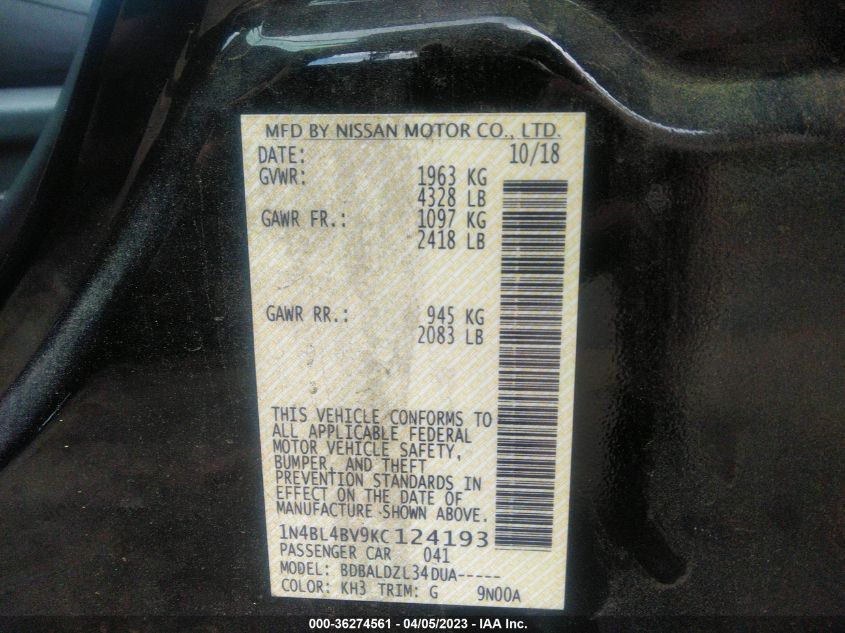 MFD BY NISSAN MOTOR CO., LTD.
DATE: 10/18
GVWR: 1963 KG
4328 LB
GAWR FR.: 1097 KG
2418 LB
GAWR RR.: 945 KG
2083 LB
THIS VEHICLE CONFORMS TO
ALL APPLICABLE FEDERAL
MOTOR VEHICLE SAFETY,
BUMPER, AND THEFT
PREVENTION STANDARDS IN
EFFECT ON THE DATE OF
MANUFACTURE SHOWN ABOVE.
1N4BL4BV9KC124193
PASSENGER CAR 041
MODEL: BDBALDZL34DUA-----
COLOR: KH3 TRIM: G 9N00A
000-36274561 - 04/05/2023 - IAA Inc.